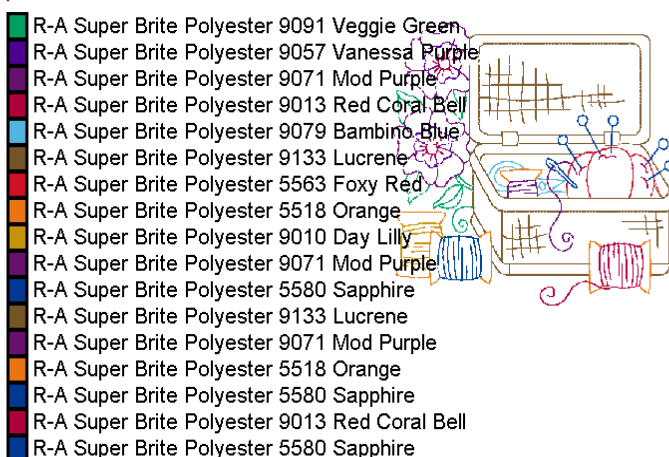 R-A Super Brite Polyester 9091 Veggie Green
R-A Super Brite Polyester 9057 Vanessa Purple
R-A Super Brite Polyester 9071 Mod Purple
R-A Super Brite Polyester 9013 Red Coral Bell
R-A Super Brite Polyester 9079 Bambino Blue
R-A Super Brite Polyester 9133 Lucrene
R-A Super Brite Polyester 5563 Foxy Red
R-A Super Brite Polyester 5518 Orange
R-A Super Brite Polyester 9010 Day Lilly
R-A Super Brite Polyester 9071 Mod Purple
R-A Super Brite Polyester 5580 Sapphire
R-A Super Brite Polyester 9133 Lucrene
R-A Super Brite Polyester 9071 Mod Purple
R-A Super Brite Polyester 5518 Orange
R-A Super Brite Polyester 5580 Sapphire
R-A Super Brite Polyester 9013 Red Coral Bell
R-A Super Brite Polyester 5580 Sapphire